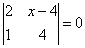 |2 x − 4|
|1 4| = 0